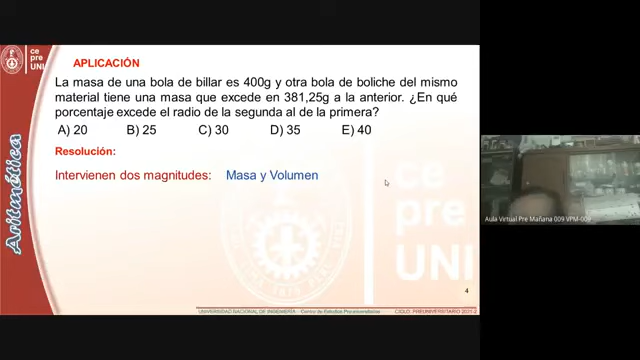 ce
pre
UNI
APLICACIÓN
La masa de una bola de billar es 400g y otra bola de boliche del mismo
material tiene una masa que excede en 381,25g a la anterior. ¿En qué
porcentaje excede el radio de la segunda al de la primera?
A) 20 B) 25 C) 30 D) 35 E) 40
Resolución:
Intervienen dos magnitudes: Masa y Volumen
Aritmética
ce
pre
UNI
Aula Virtual Pre Mañana 009 VPM-009
4
UNIVERSIDAD NACIONAL DE INGENIERÍA - Centro de Estudios Preuniversitarios CICLO PREUNIVERSITARIO 2021-2